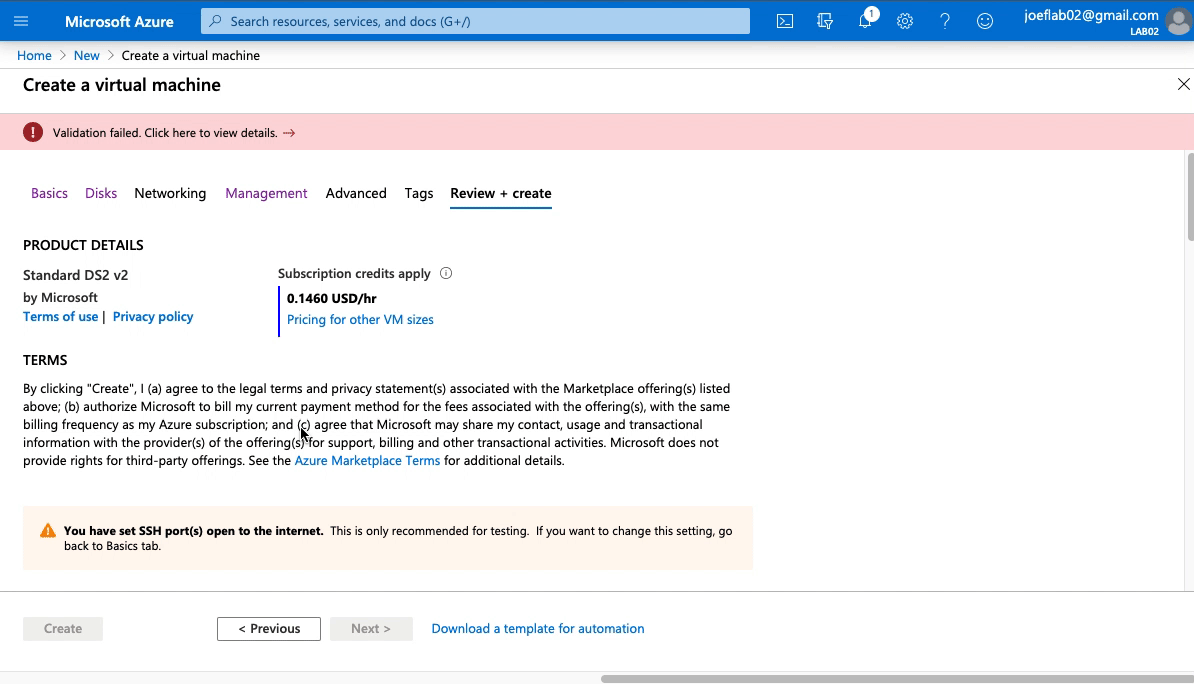 Microsoft Azure
Search resources, services, and docs (G+/)
1
?
joeflab02@gmail.com
LAB02
Home > New > Create a virtual machine
Create a virtual machine
! Validation failed. Click here to view details. →
Basics Disks Networking Management Advanced Tags Review + create
PRODUCT DETAILS
Standard DS2 v2
by Microsoft
Terms of use | Privacy policy
Subscription credits apply
0.1460 USD/hr
Pricing for other VM sizes
TERMS
By clicking "Create", I (a) agree to the legal terms and privacy statement(s) associated with the Marketplace offering(s) listed
above; (b) authorize Microsoft to bill my current payment method for the fees associated with the offering(s), with the same
billing frequency as my Azure subscription; and (c) agree that Microsoft may share my contact, usage and transactional
information with the provider(s) of the offering(s) for support, billing and other transactional activities. Microsoft does not
provide rights for third-party offerings. See the Azure Marketplace Terms for additional details.
You have set SSH port(s) open to the internet. This is only recommended for testing. If you want to change this setting, go
back to Basics tab.
Create < Previous Next > Download a template for automation